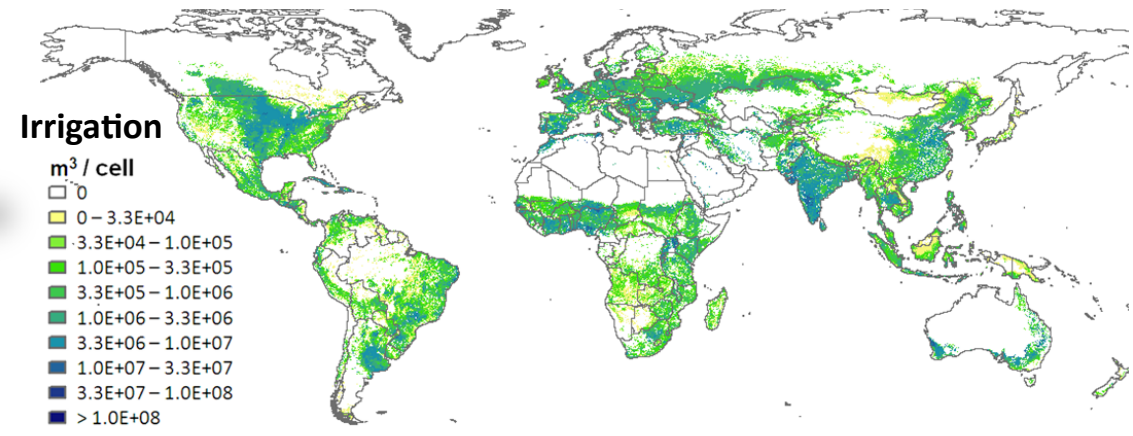 Irrigation
m³ / cell
0
0 – 3.3E+04
3.3E+04 – 1.0E+05
1.0E+05 – 3.3E+05
3.3E+05 – 1.0E+06
1.0E+06 – 3.3E+06
3.3E+06 – 1.0E+07
1.0E+07 – 3.3E+07
3.3E+07 – 1.0E+08
> 1.0E+08